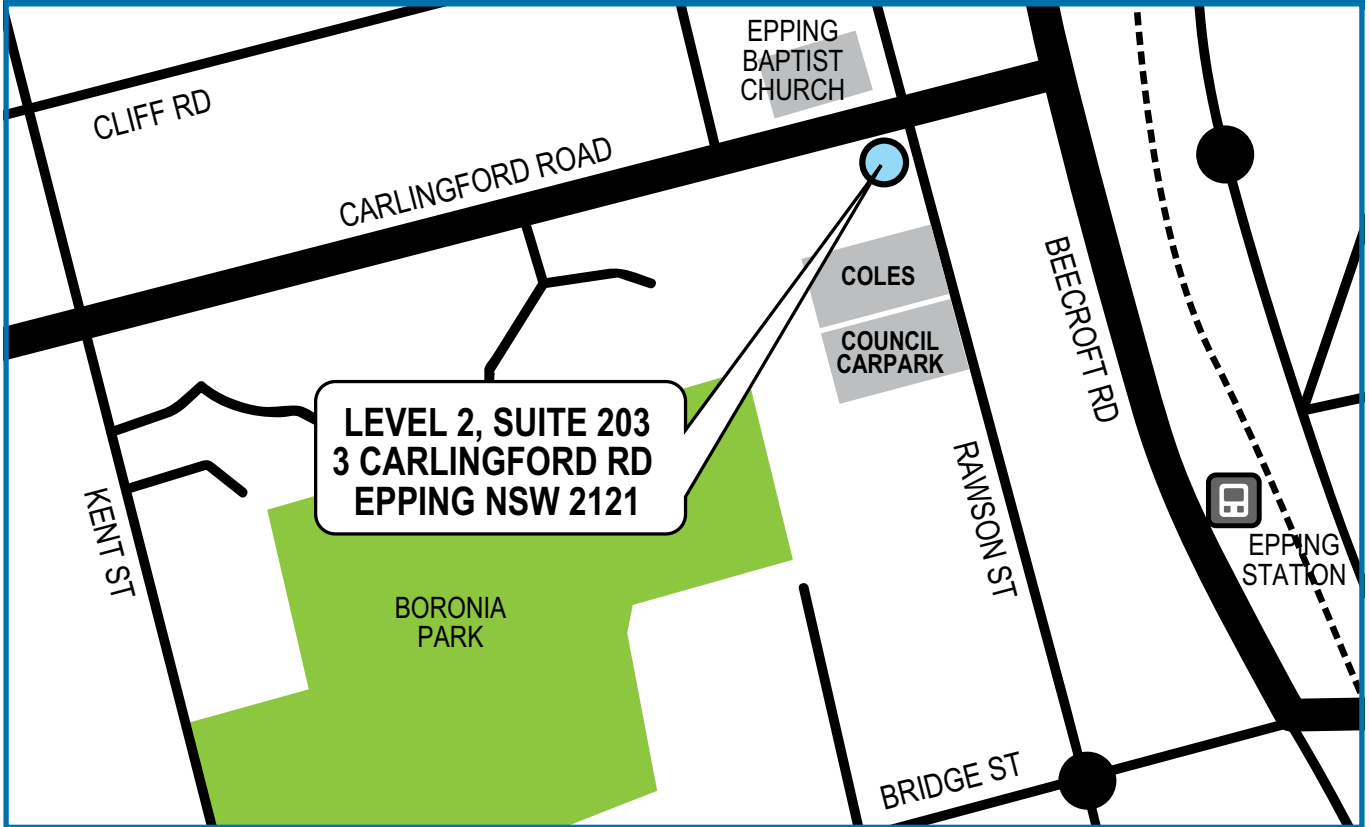 EPPING
BAPTIST
CHURCH
CLIFF RD
CARLINGFORD ROAD
COLES
COUNCIL
CARPARK
BEECROFT RD
LEVEL 2, SUITE 203
3 CARLINGFORD RD
EPPING NSW 2121
RAWSON ST
KENT ST
EPPING
STATION
BORONIA
PARK
BRIDGE ST